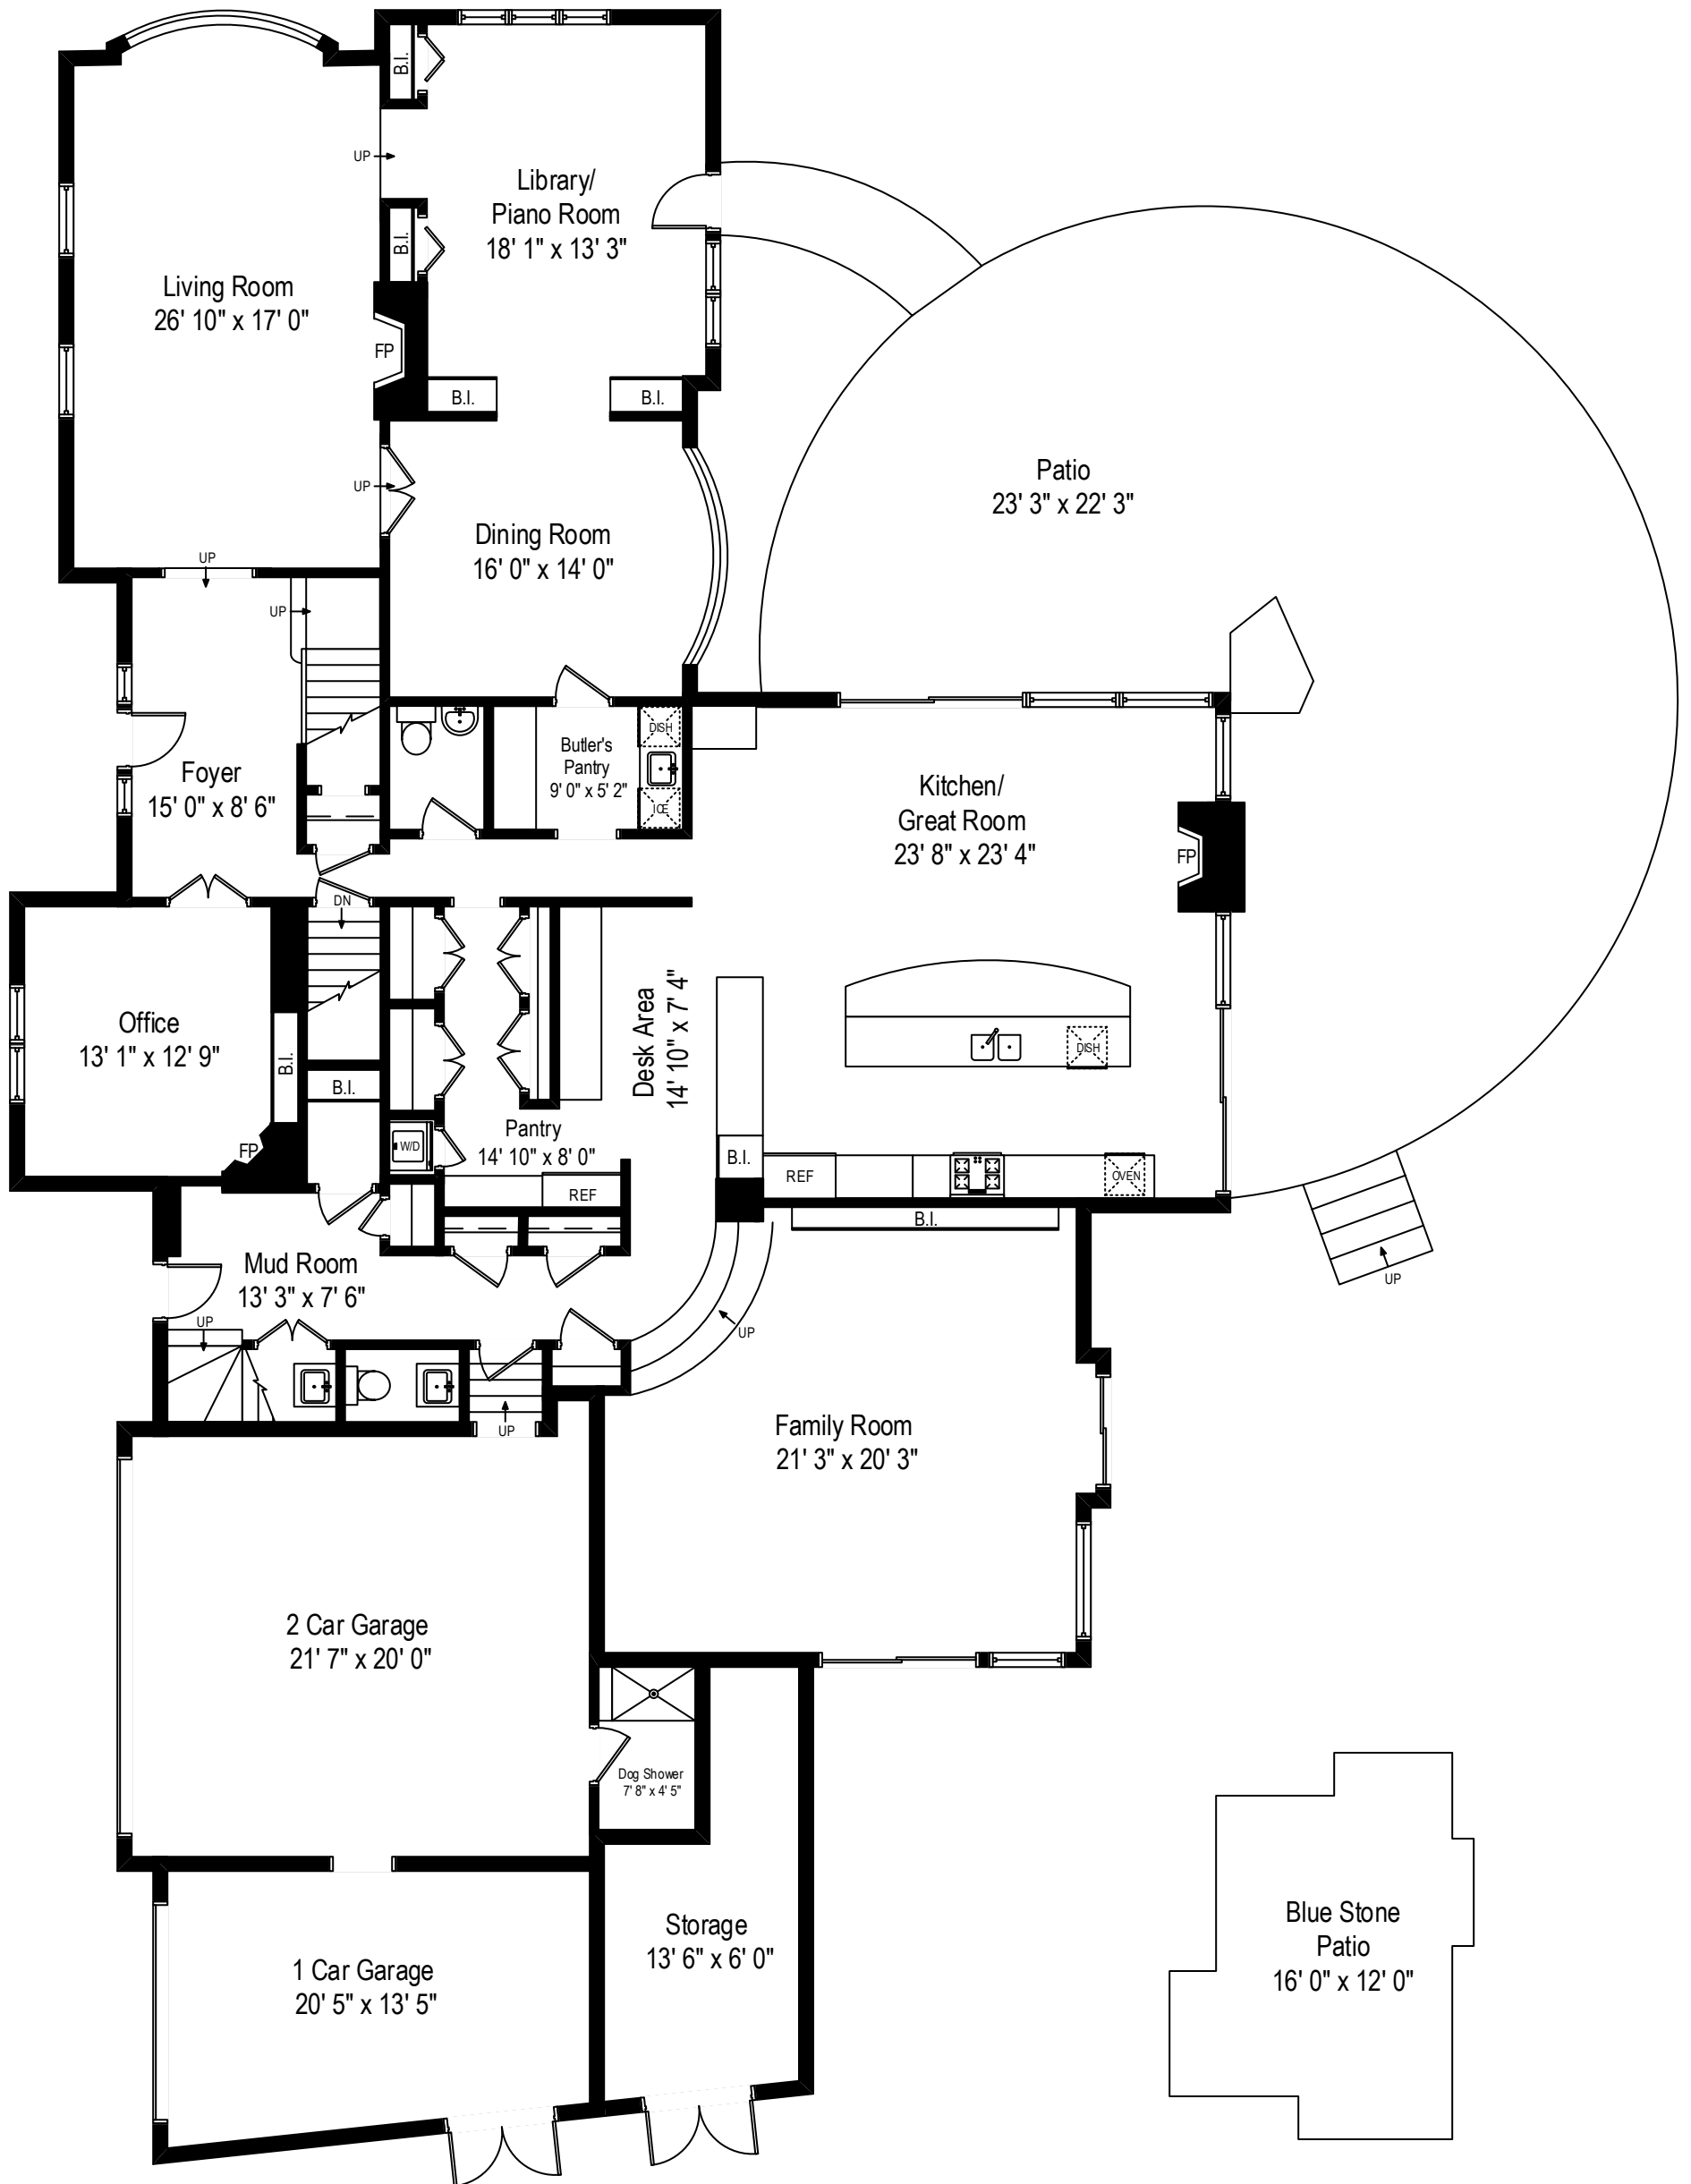 B.I.
UP
Library/
Piano Room
18' 1" x 13' 3"
B.I.
Living Room
26' 10" x 17' 0"
FP
B.I.
B.I.
Patio
23' 3" x 22' 3"
UP
Dining Room
16' 0" x 14' 0"
UP
UP
DISH
Butler's
Pantry
9' 0" x 5' 2"
ICE
Foyer
15' 0" x 8' 6"
Kitchen/
Great Room
23' 8" x 23' 4"
FP
DN
Office
13' 1" x 12' 9"
B.I.
B.I.
FP
Desk Area
14' 10" x 7' 4"
DISH
W/D
Pantry
14' 10" x 8' 0"
REF
B.I.
REF
OVEN
B.I.
Mud Room
13' 3" x 7' 6"
UP
UP
UP
UP
Family Room
21' 3" x 20' 3"
2 Car Garage
21' 7" x 20' 0"
Dog Shower
7' 8" x 4' 5"
Storage
13' 6" x 6' 0"
1 Car Garage
20' 5" x 13' 5"
Blue Stone
Patio
16' 0" x 12' 0"